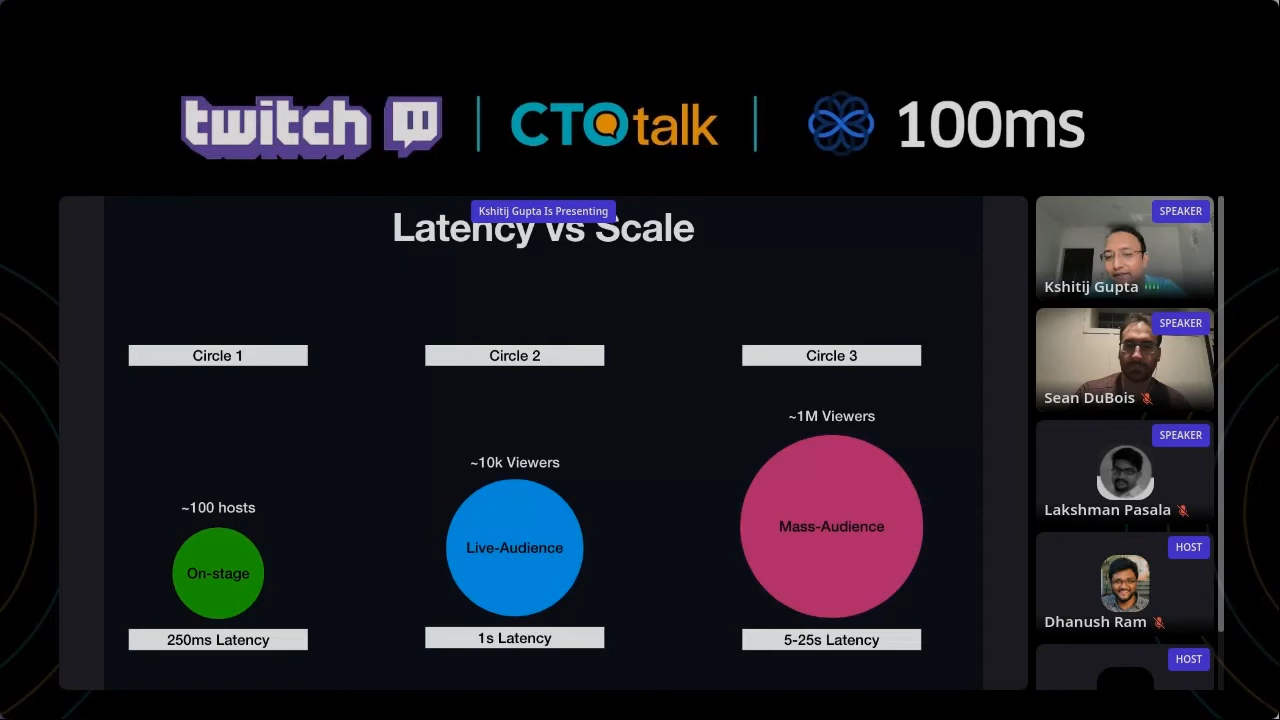 twitch
CTOtalk
100ms
Kshitij Gupta Is Presenting
Latency vs Scale
Circle 1
Circle 2
Circle 3
~100 hosts
~10k Viewers
~1M Viewers
On-stage
Live-Audience
Mass-Audience
250ms Latency
1s Latency
5-25s Latency
SPEAKER
Kshitij Gupta
SPEAKER
Sean DuBois
SPEAKER
Lakshman Pasala
HOST
Dhanush Ram
HOST